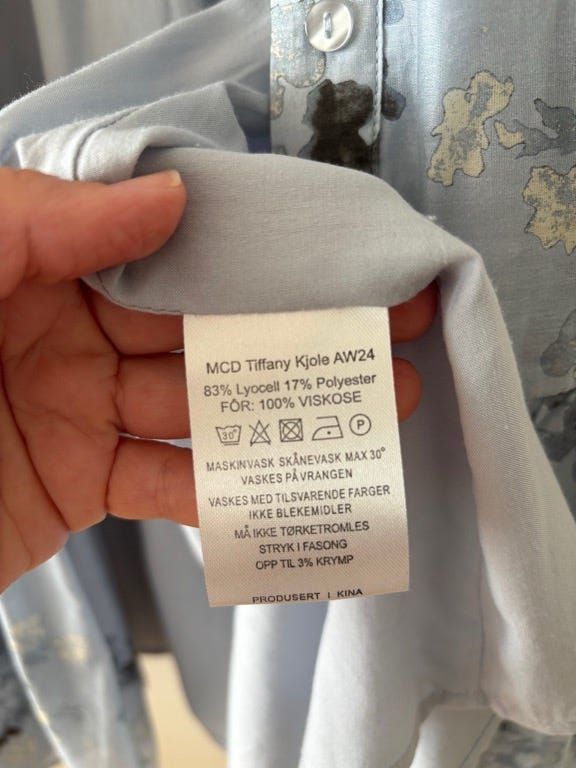 MCD Tiffany Kjole AW24
83% Lyocell 17% Polyester
FÔR: 100% VISKOSE
30° P
MASKINVASK SKÅNEVASK MAX 30°
VASKES PÅ VRANGEN
VASKES MED TILSVARENDE FARGER
IKKE BLEKEMIDLER
MÅ IKKE TØRKETROMLES
STRYK I FASONG
OPP TIL 3% KRYMP
PRODUSERT I KINA